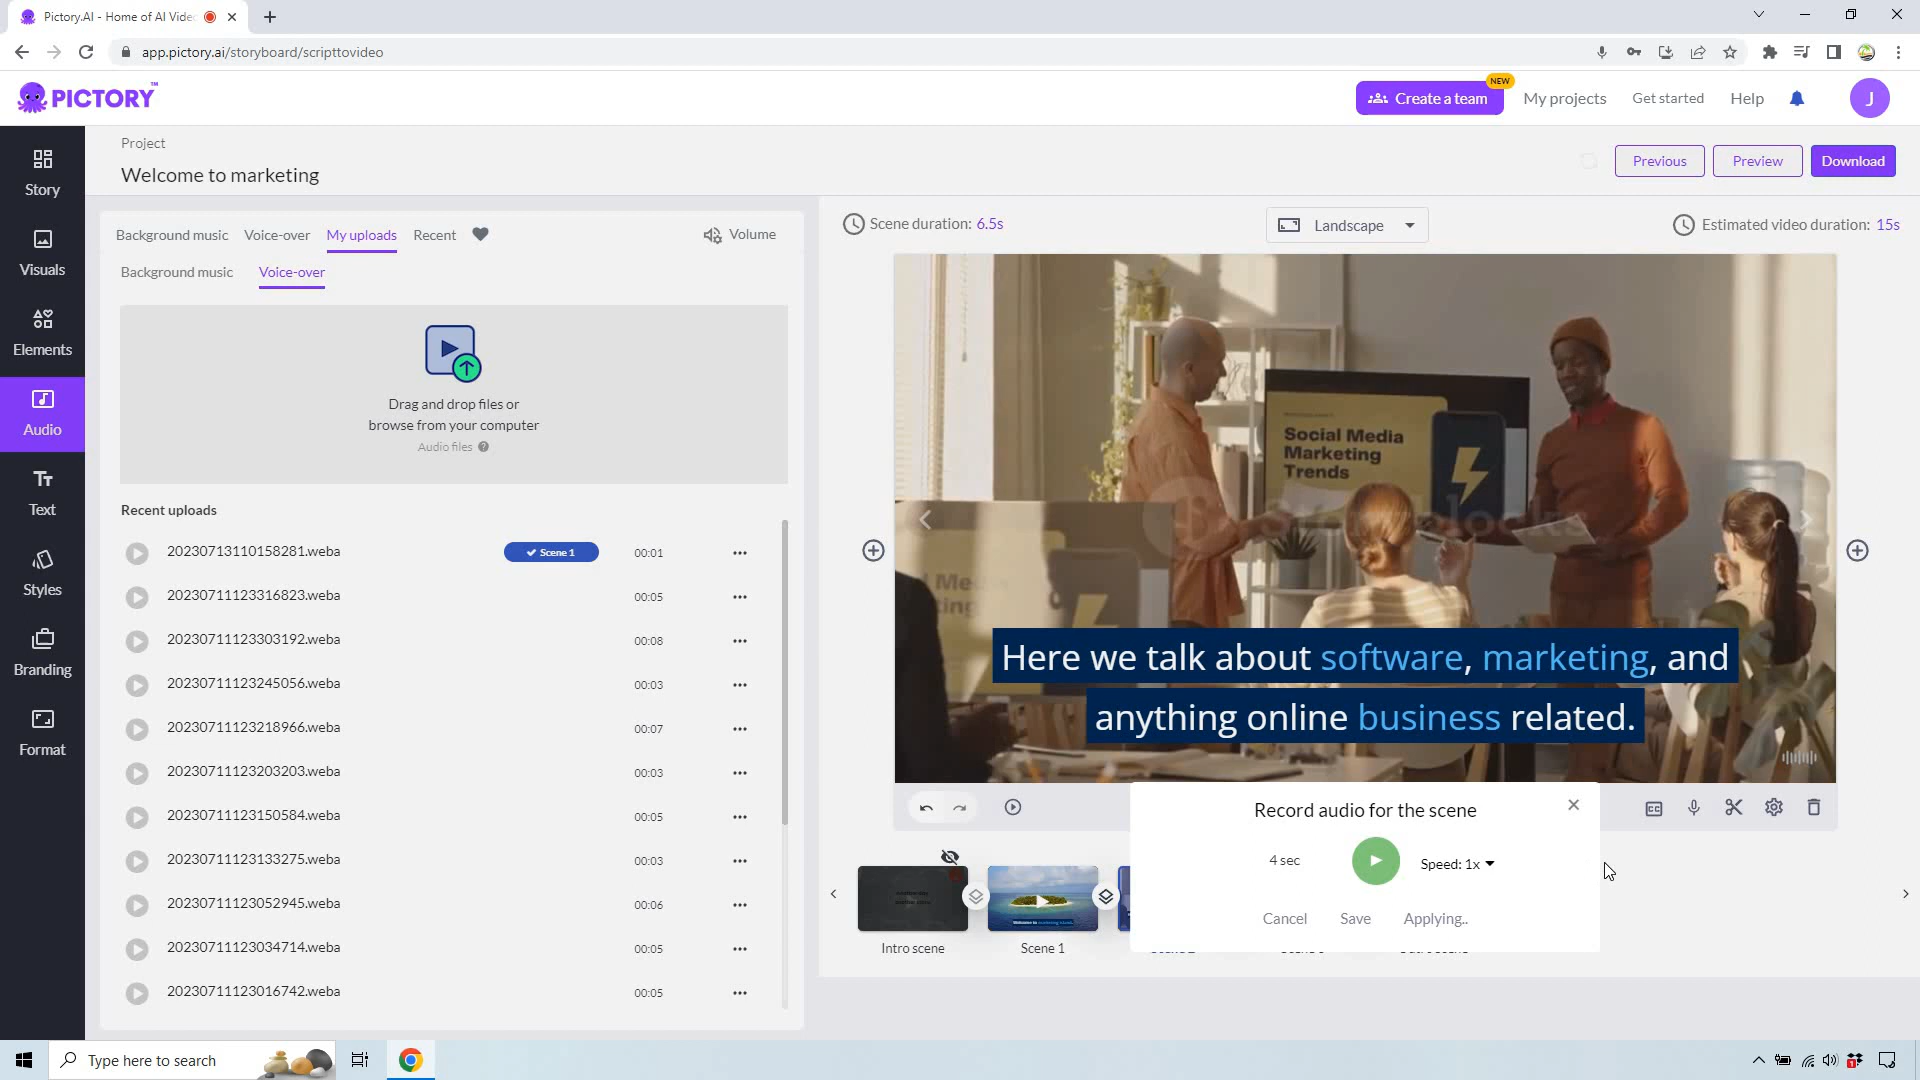 Pictory.AI - Home of AI Vide
app.pictory.ai/storyboard/scripttovideo
PICTORY™
Create a team
NEW
My projects
Get started
Help
J
Story
Visuals
Elements
Audio
Text
Styles
Branding
Format
Project
Welcome to marketing
Previous
Preview
Download
Background music
Voice-over
My uploads
Recent
Volume
Background music
Voice-over
Drag and drop files or
browse from your computer
Audio files
Recent uploads
20230713110158281.weba
Scene 1
00:01
20230711123316823.weba
00:05
20230711123303192.weba
00:08
20230711123245056.weba
00:03
20230711123218966.weba
00:07
20230711123203203.weba
00:03
20230711123150584.weba
00:05
20230711123133275.weba
00:03
20230711123052945.weba
00:06
20230711123034714.weba
00:05
20230711123016742.weba
00:05
Scene duration: 6.5s
Landscape
Estimated video duration: 15s
Social Media
Marketing
Trends
Here we talk about software, marketing, and
anything online business related.
CC
Record audio for the scene
4 sec
Speed: 1x
Cancel
Save
Applying..
Intro scene
Scene 1
Type here to search
1